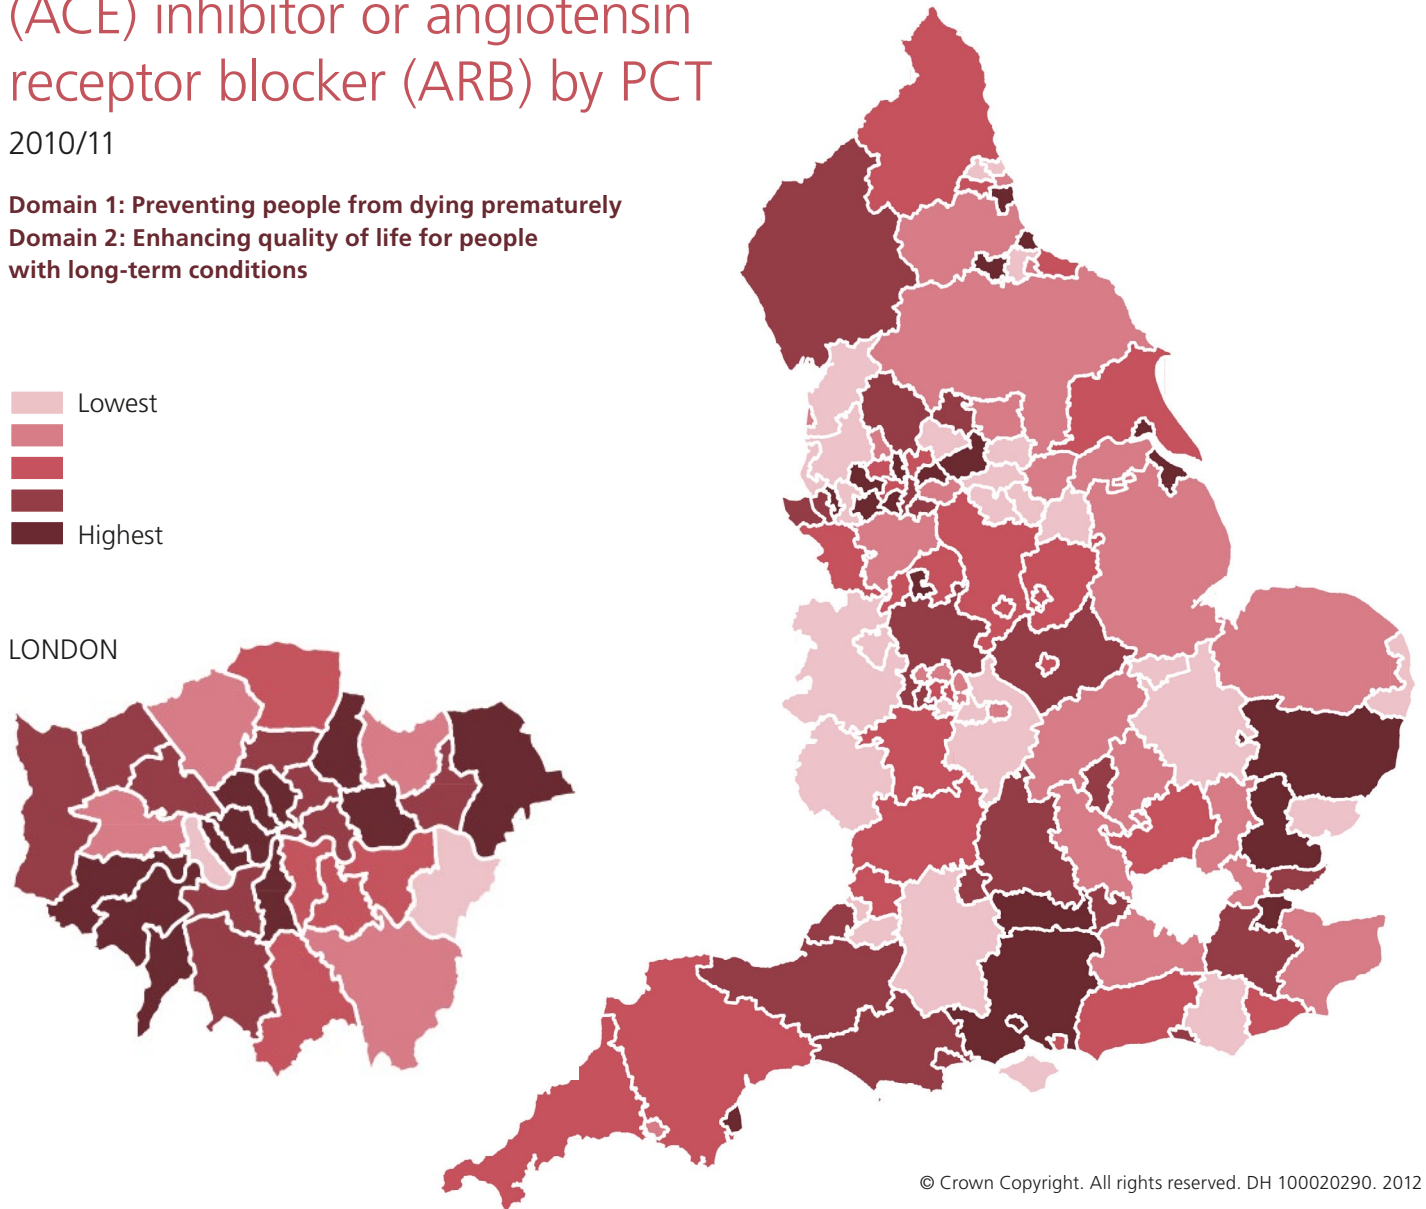 (ACE) inhibitor or angiotensin
receptor blocker (ARB) by PCT
2010/11
Domain 1: Preventing people from dying prematurely
Domain 2: Enhancing quality of life for people
with long-term conditions
Lowest
Highest
LONDON
© Crown Copyright. All rights reserved. DH 100020290. 2012